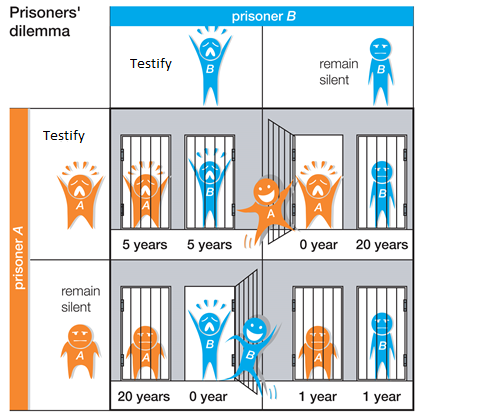 Prisoners'
dilemma
prisoner B
Testify
B
remain
silent
B
prisoner A
Testify
A
A
B
A
A
B
5 years
5 years
0 year
20 years
remain
silent
A
A
B
B
A
B
20 years
0 year
1 year
1 year